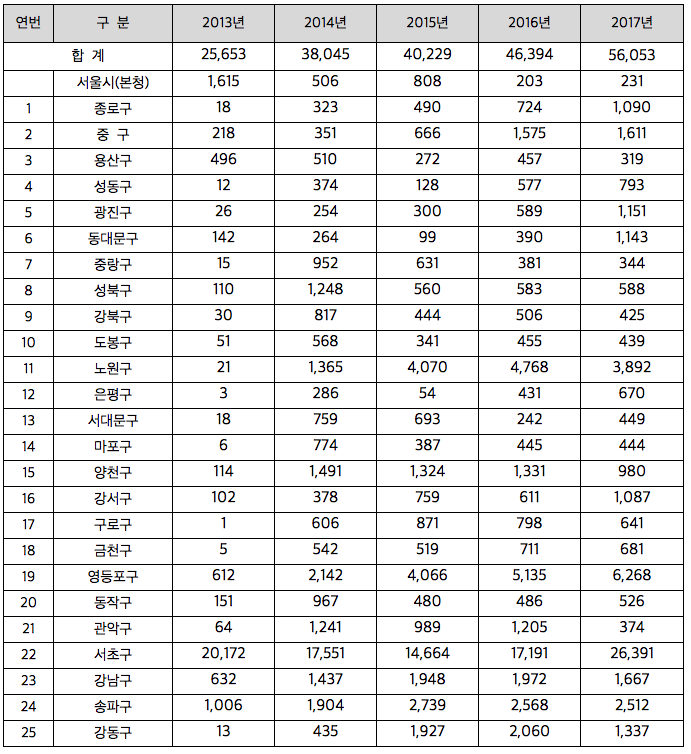 연번 구 분 2013년 2014년 2015년 2016년 2017년
합 계 25,653 38,045 40,229 46,394 56,053
서울시(본청) 1,615 506 808 203 231
1 종로구 18 323 490 724 1,090
2 중 구 218 351 666 1,575 1,611
3 용산구 496 510 272 457 319
4 성동구 12 374 128 577 793
5 광진구 26 254 300 589 1,151
6 동대문구 142 264 99 390 1,143
7 중랑구 15 952 631 381 344
8 성북구 110 1,248 560 583 588
9 강북구 30 817 444 506 425
10 도봉구 51 568 341 455 439
11 노원구 21 1,365 4,070 4,768 3,892
12 은평구 3 286 54 431 670
13 서대문구 18 759 693 242 449
14 마포구 6 774 387 445 444
15 양천구 114 1,491 1,324 1,331 980
16 강서구 102 378 759 611 1,087
17 구로구 1 606 871 798 641
18 금천구 5 542 519 711 681
19 영등포구 612 2,142 4,066 5,135 6,268
20 동작구 151 967 480 486 526
21 관악구 64 1,241 989 1,205 374
22 서초구 20,172 17,551 14,664 17,191 26,391
23 강남구 632 1,437 1,948 1,972 1,667
24 송파구 1,006 1,904 2,739 2,568 2,512
25 강동구 13 435 1,927 2,060 1,337